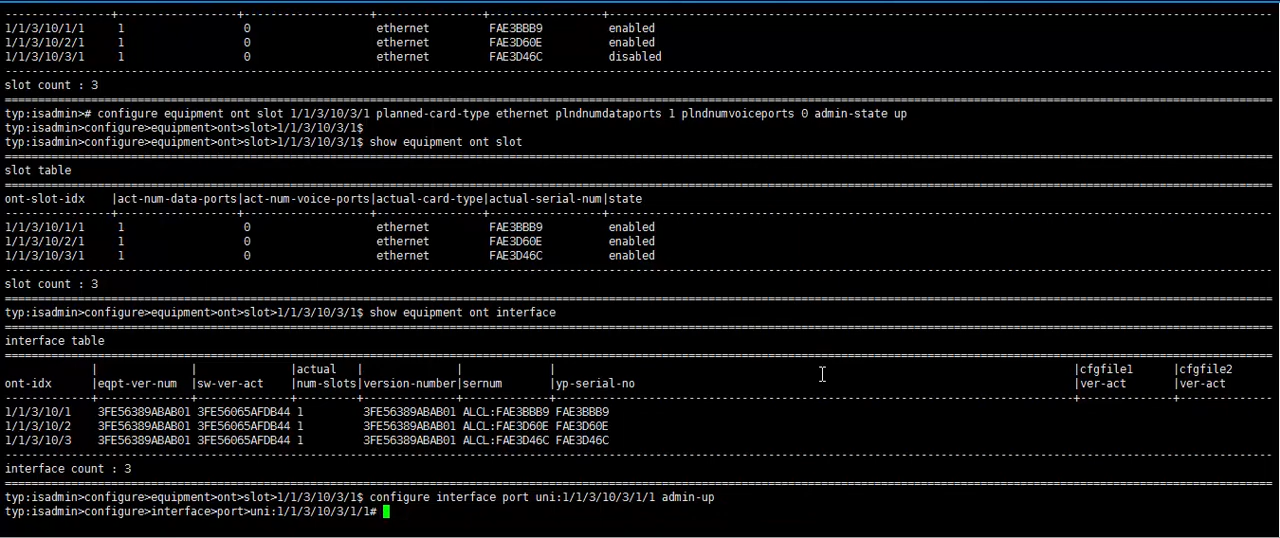 1/1/3/10/1/1 1 0 ethernet FAE3BBB9 enabled
1/1/3/10/2/1 1 0 ethernet FAE3D60E enabled
1/1/3/10/3/1 1 0 ethernet FAE3D46C disabled
slot count : 3
typ:isadmin># configure equipment ont slot 1/1/3/10/3/1 planned-card-type ethernet plndnumdataports 1 plndnumvoiceports 0 admin-state up
typ:isadmin>configure>equipment>ont>slot>1/1/3/10/3/1$
typ:isadmin>configure>equipment>ont>slot>1/1/3/10/3/1$ show equipment ont slot
slot table
ont-slot-idx |act-num-data-ports|act-num-voice-ports|actual-card-type|actual-serial-num|state
1/1/3/10/1/1 1 0 ethernet FAE3BBB9 enabled
1/1/3/10/2/1 1 0 ethernet FAE3D60E enabled
1/1/3/10/3/1 1 0 ethernet FAE3D46C enabled
slot count : 3
typ:isadmin>configure>equipment>ont>slot>1/1/3/10/3/1$ show equipment ont interface
interface table
| | |actual | | | |cfgfile1 |cfgfile2
ont-idx |eqpt-ver-num |sw-ver-act |num-slots|version-number|sernum |yp-serial-no |ver-act |ver-act
1/1/3/10/1 3FE56389ABAB01 3FE56065AFDB44 1 3FE56389ABAB01 ALCL:FAE3BBB9 FAE3BBB9
1/1/3/10/2 3FE56389ABAB01 3FE56065AFDB44 1 3FE56389ABAB01 ALCL:FAE3D60E FAE3D60E
1/1/3/10/3 3FE56389ABAB01 3FE56065AFDB44 1 3FE56389ABAB01 ALCL:FAE3D46C FAE3D46C
interface count : 3
typ:isadmin>configure>equipment>ont>slot>1/1/3/10/3/1$ configure interface port uni:1/1/3/10/3/1/1 admin-up
typ:isadmin>configure>interface>port>uni:1/1/3/10/3/1/1#